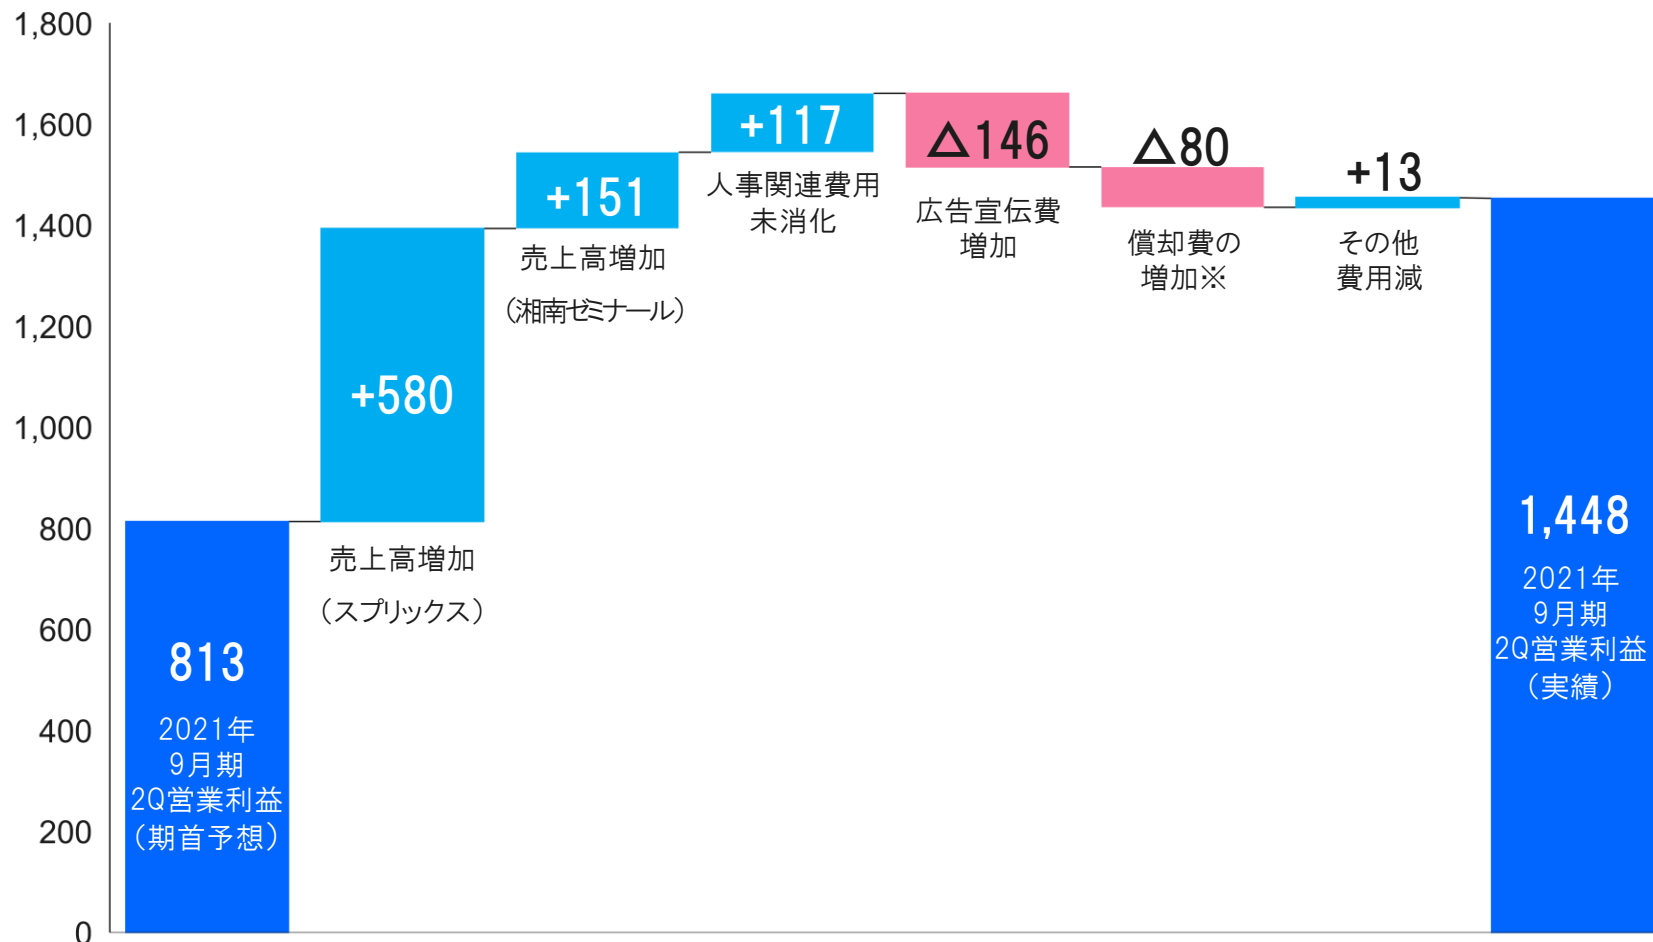 1,800
1,600
1,400
1,200
1,000
800
600
400
200
0
813
2021年
9月期
2Q営業利益
（期首予想）
+580
売上高増加
（スプリックス）
+151
売上高増加
（湘南ゼミナール）
+117
人事関連費用
未消化
△146
広告宣伝費
増加
△80
償却費の
増加※
+13
その他
費用減
1,448
2021年
9月期
2Q営業利益
（実績）